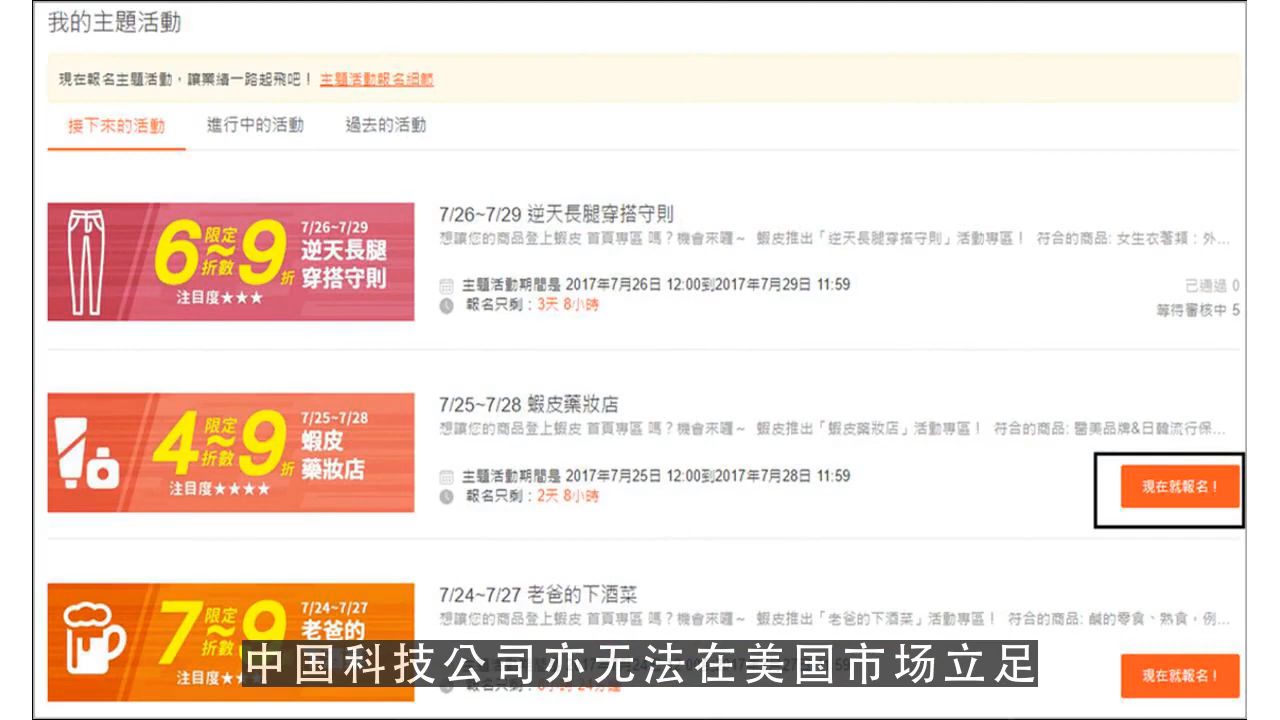 我的主題活動
現在報名主題活動，讓業績一路起飛吧！ 主題活動報名細節
接下來的活動 進行中的活動 過去的活動
6~9折
限定折數
7/26~7/29
逆天長腿
穿搭守則
注目度★★★
7/26~7/29 逆天長腿穿搭守則
想讓您的商品登上蝦皮 首頁專區 嗎？機會來囉～ 蝦皮推出「逆天長腿穿搭守則」活動專區！ 符合的商品: 女生衣著類：外...
主題活動期間是 2017年7月26日 12:00到2017年7月29日 11:59
報名只剩：3天 8小時
已通過 0
等待審核中 5
4~9折
限定折數
7/25~7/28
蝦皮
藥妝店
注目度★★★★
7/25~7/28 蝦皮藥妝店
想讓您的商品登上蝦皮 首頁專區 嗎？機會來囉～ 蝦皮推出「蝦皮藥妝店」活動專區！ 符合的商品: 醫美品牌&日韓流行保...
主題活動期間是 2017年7月25日 12:00到2017年7月28日 11:59
報名只剩：2天 8小時
現在就報名！
7~9
限定折數
7/24~7/27
老爸的
注目度★
7/24~7/27 老爸的下酒菜
想讓您的商品登上蝦皮 首頁專區 嗎？機會來囉～ 蝦皮推出「老爸的下酒菜」活動專區！ 符合的商品: 鹹的零食、熟食，例...
現在就報名！
中国科技公司亦无法在美国市场立足